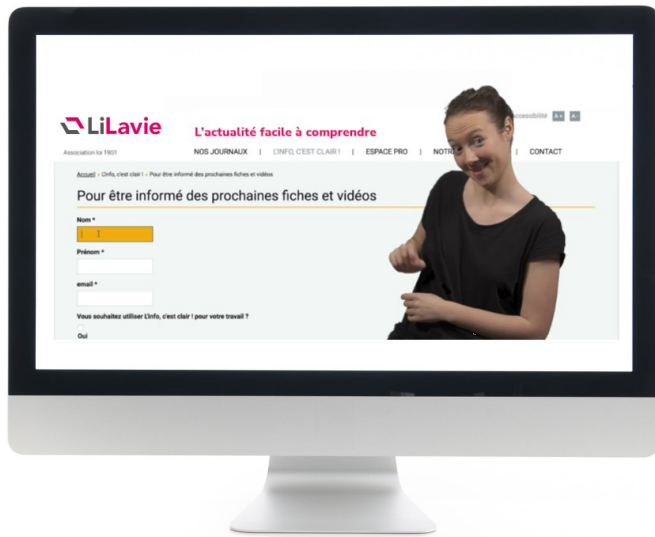 LiLavie
L'actualité facile à comprendre
accessibilité A+ A-
Association loi 1901
NOS JOURNAUX | L'INFO, C'EST CLAIR ! | ESPACE PRO | | CONTACT
Accueil > L'info, c'est clair ! > Pour être informé des prochaines fiches et vidéos
Pour être informé des prochaines fiches et vidéos
Nom *
Prénom *
email *
Vous souhaitez utiliser L'info, c'est clair ! pour votre travail ?
Oui